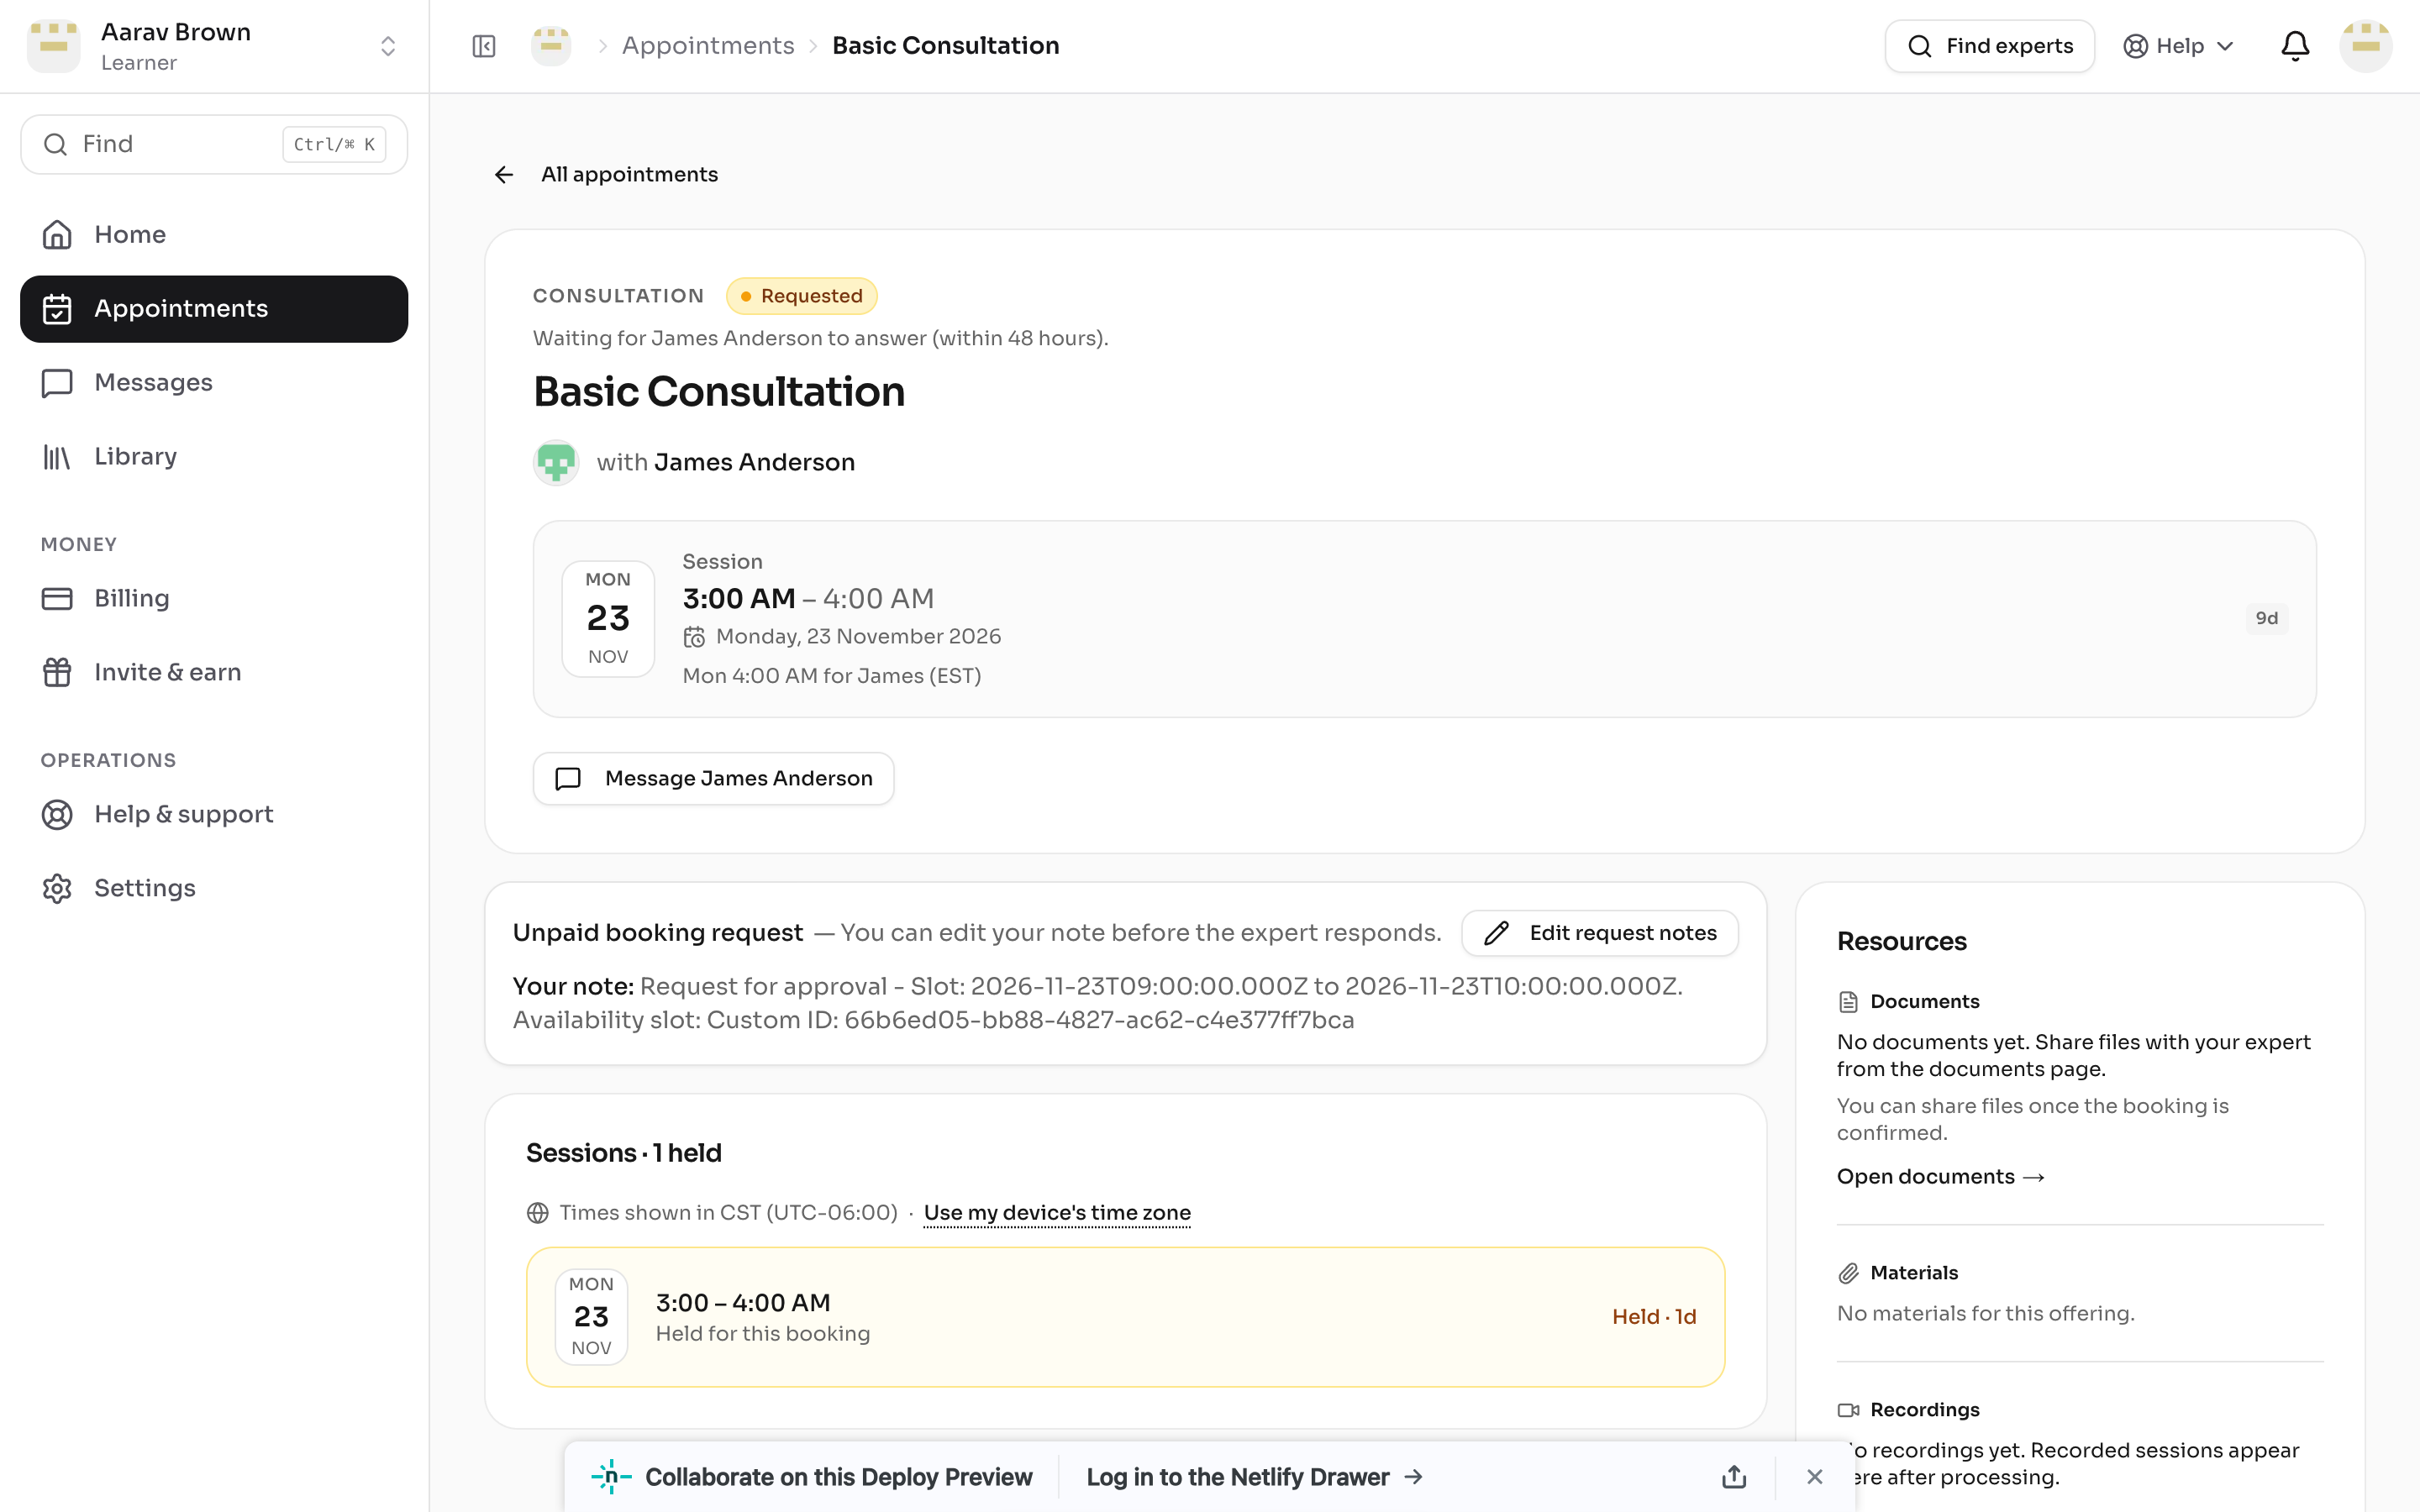 Aarav Brown
Learner
Appointments
Basic Consultation
Find experts
Help
Find
Ctrl/⌘ K
Home
Appointments
Messages
Library
MONEY
Billing
Invite & earn
OPERATIONS
Help & support
Settings
All appointments
CONSULTATION
Requested
Waiting for James Anderson to answer (within 48 hours).
Basic Consultation
with James Anderson
MON
23
NOV
Session
3:00 AM – 4:00 AM
Monday, 23 November 2026
Mon 4:00 AM for James (EST)
9d
Message James Anderson
Unpaid booking request — You can edit your note before the expert responds.
Edit request notes
Your note: Request for approval - Slot: 2026-11-23T09:00:00.000Z to 2026-11-23T10:00:00.000Z.
Availability slot: Custom ID: 66b6ed05-bb88-4827-ac62-c4e377ff7bca
Sessions · 1 held
Times shown in CST (UTC-06:00) · Use my device's time zone
MON
23
NOV
3:00 – 4:00 AM
Held for this booking
Held · 1d
Resources
Documents
No documents yet. Share files with your expert
from the documents page.
You can share files once the booking is
confirmed.
Open documents →
Materials
No materials for this offering.
Recordings
recordings yet. Recorded sessions appear
after processing.
n
Collaborate on this Deploy Preview
Log in to the Netlify Drawer →